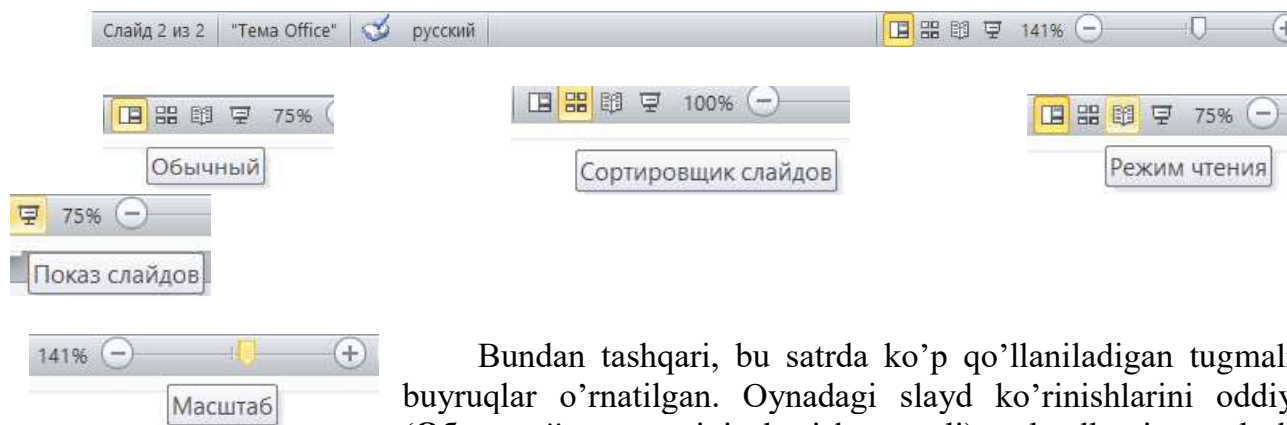 Слайд 2 из 2 "Тема Office" русский 141%
75%
Обычный
100%
Сортировщик слайдов
75%
Режим чтения
75%
Показ слайдов
141%
Масштаб
Bundan tashqari, bu satrda ko’p qo’llaniladigan tugmali
buyruqlar o’rnatilgan. Oynadagi slayd ko’rinishlarini oddiy